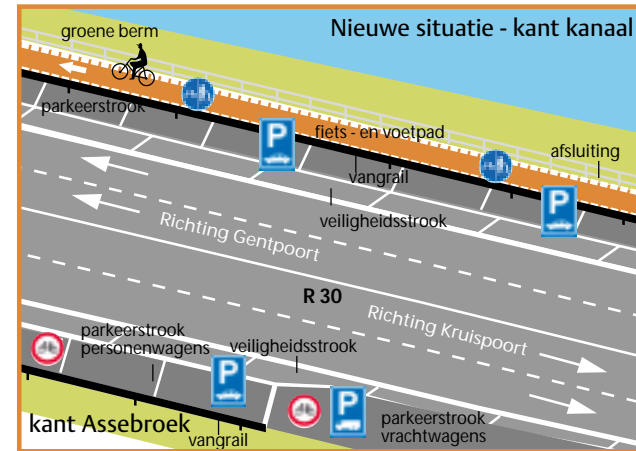 Nieuwe situatie - kant kanaal
groene berm
parkeerstrook
P
fiets - en voetpad
afsluiting
vangrail
P
veiligheidsstrook
Richting Gentpoort
R 30
Richting Kruispoort
parkeerstrook
personenwagens
veiligheidsstrook
P
P
kant Assebroek
vangrail
parkeerstrook
vrachtwagens